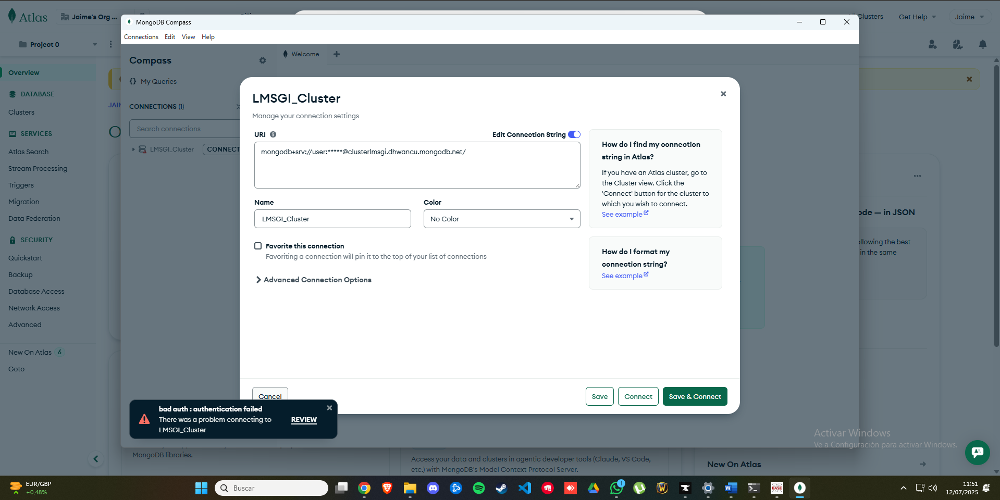 Atlas
Jaime's Org ...
Clusters
Get Help
Jaime
Project 0
MongoDB Compass
Connections
Edit
View
Help
Overview
DATABASE
Clusters
SERVICES
Atlas Search
Stream Processing
Triggers
Migration
Data Federation
SECURITY
Quickstart
Backup
Database Access
Network Access
Advanced
New On Atlas 6
Goto
JAIM
Compass
{} My Queries
CONNECTIONS (1)
Search connections
LMSGI_Cluster
CONNECT
Welcome
LMSGI_Cluster
Manage your connection settings
URI
Edit Connection String
mongodb+srv://user:*****@clusterlmsgi.dhwancu.mongodb.net/
Name
Color
LMSGI_Cluster
No Color
Favorite this connection
Favoriting a connection will pin it to the top of your list of connections
Advanced Connection Options
How do I find my connection
string in Atlas?
If you have an Atlas cluster, go to
the Cluster view. Click the
'Connect' button for the cluster to
which you wish to connect.
See example
How do I format my
connection string?
See example
Cancel
Save
Connect
Save & Connect
ode — in JSON
llowing the best
in the same
bad auth : authentication failed
There was a problem connecting to
LMSGI_Cluster
REVIEW
MongoDB libraries.
Access your data and clusters in agentic developer tools (Claude, VS Code,
etc.) with MongoDB's Model Context Protocol Server.
New On Atlas
Activar Windows
Ve a Configuración para activar Windows.
EUR/GBP
+0,48%
Buscar
1
BASE
11:51
12/07/2025